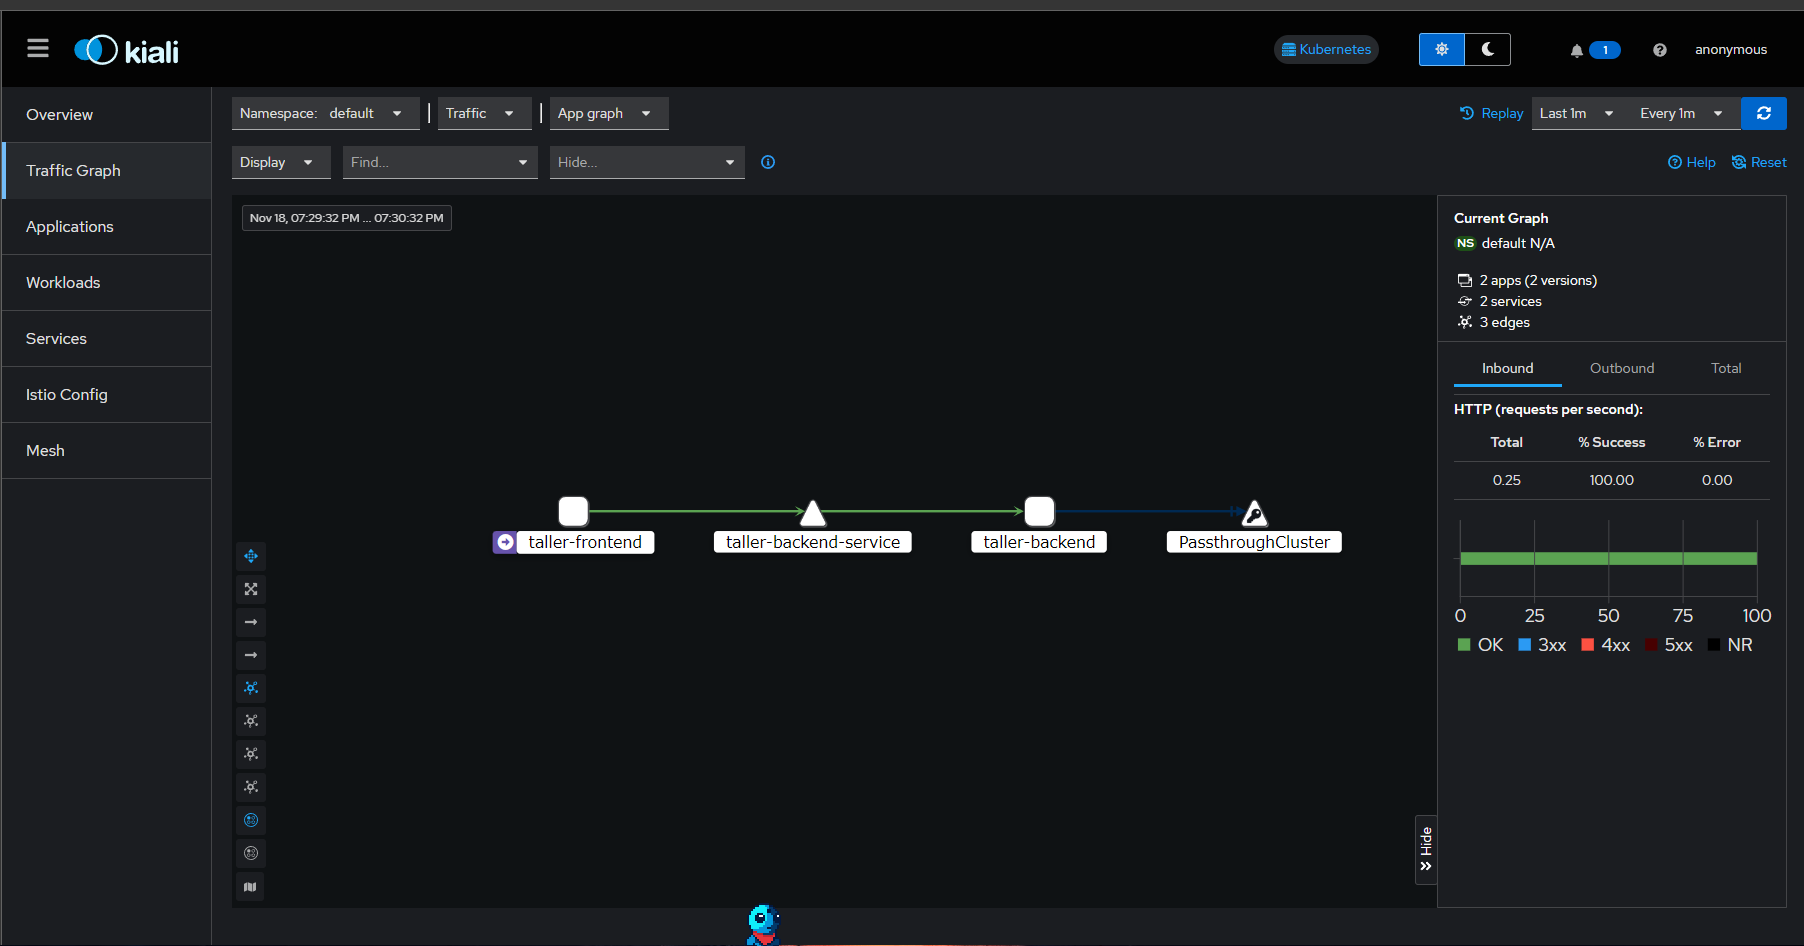 kiali
Kubernetes
1
anonymous
Overview
Traffic Graph
Applications
Workloads
Services
Istio Config
Mesh
Namespace: default
Traffic
App graph
Replay
Last 1m
Every 1m
Display
Find...
Hide...
Help
Reset
Nov 18, 07:29:32 PM ... 07:30:32 PM
taller-frontend
taller-backend-service
taller-backend
PassthroughCluster
Hide
Current Graph
NS default N/A
2 apps (2 versions)
2 services
3 edges
Inbound Outbound Total
HTTP (requests per second):
Total % Success % Error
0.25 100.00 0.00
0 25 50 75 100
OK 3xx 4xx 5xx NR